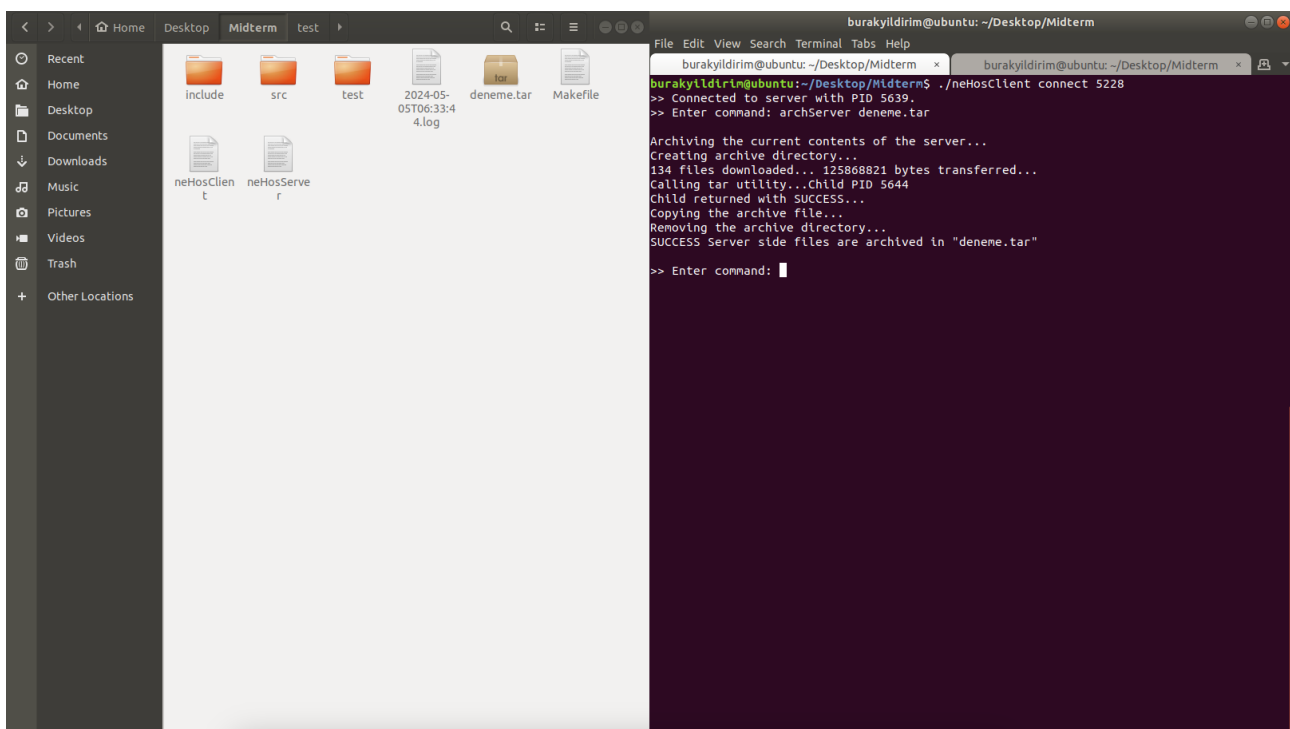 Home Desktop Midterm test
Recent
Home
Desktop
Documents
Downloads
Music
Pictures
Videos
Trash
+ Other Locations
include src test 2024-05- deneme.tar Makefile
05T06:33:4
4.log
tar
neHosClien neHosServe
t r
burakyildirim@ubuntu: ~/Desktop/Midterm
File Edit View Search Terminal Tabs Help
burakyildirim@ubuntu: ~/Desktop/Midterm × burakyildirim@ubuntu: ~/Desktop/Midterm ×
burakyildirim@ubuntu:~/Desktop/Midterm$ ./neHosClient connect 5228
>> Connected to server with PID 5639.
>> Enter command: archServer deneme.tar
Archiving the current contents of the server...
Creating archive directory...
134 files downloaded... 125868821 bytes transferred...
Calling tar utility...Child PID 5644
Child returned with SUCCESS...
Copying the archive file...
Removing the archive directory...
SUCCESS Server side files are archived in "deneme.tar"
>> Enter command: